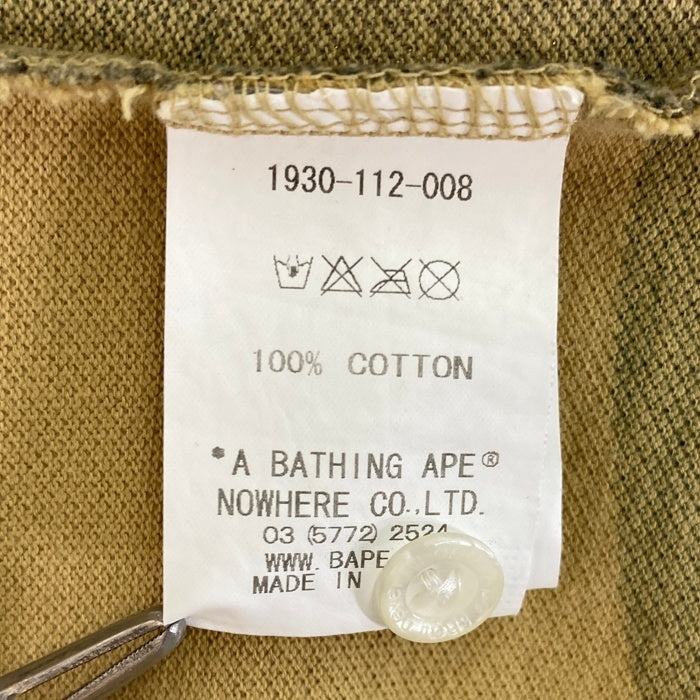 1930-112-008
100% COTTON
*A BATHING APE®
NOWHERE CO.,LTD.
03 (5772) 2524
WWW. BAPE
MADE IN